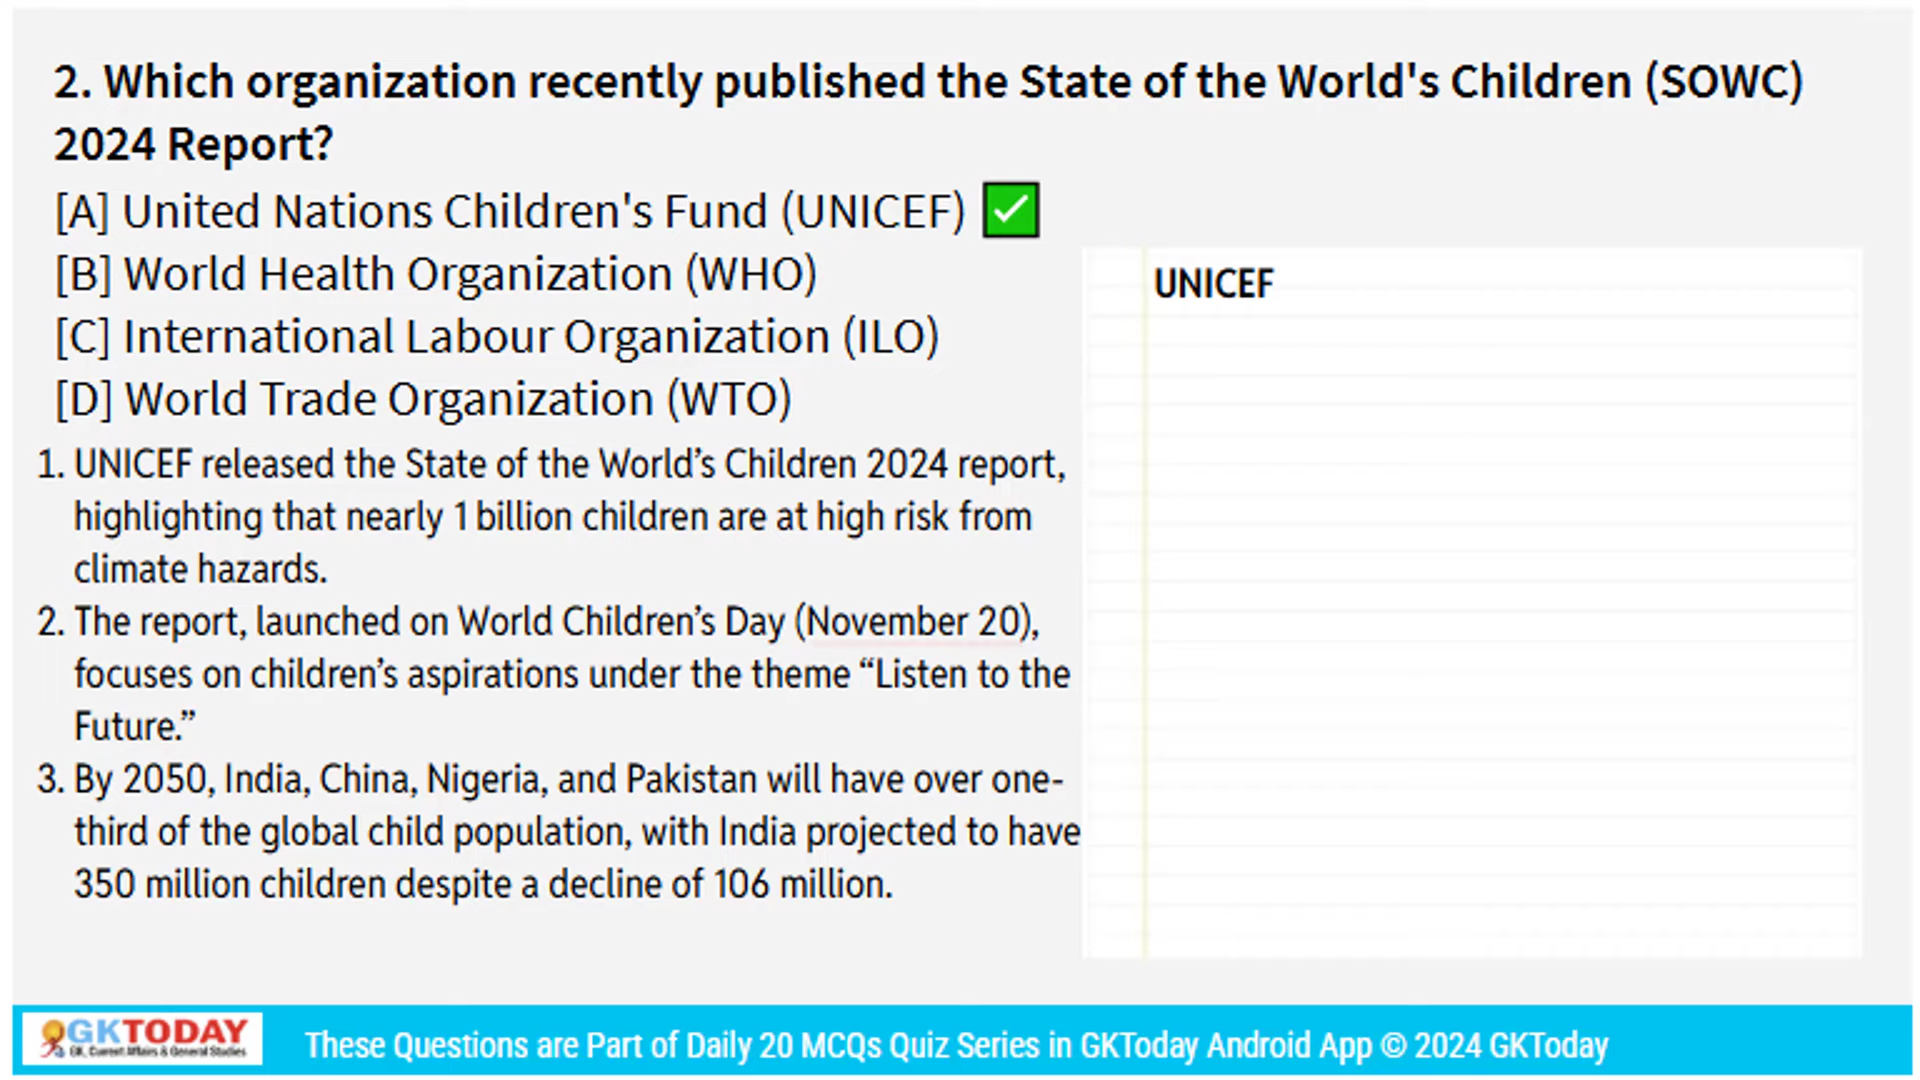 2. Which organization recently published the State of the World's Children (SOWC)
2024 Report?
[A] United Nations Children's Fund (UNICEF)
[B] World Health Organization (WHO)
[C] International Labour Organization (ILO)
[D] World Trade Organization (WTO)
1. UNICEF released the State of the World’s Children 2024 report,
highlighting that nearly 1 billion children are at high risk from
climate hazards.
2. The report, launched on World Children’s Day (November 20),
focuses on children’s aspirations under the theme “Listen to the
Future.”
3. By 2050, India, China, Nigeria, and Pakistan will have over one-
third of the global child population, with India projected to have
350 million children despite a decline of 106 million.
UNICEF
GKTODAY
GK, Current Affairs & General Studies
These Questions are Part of Daily 20 MCQs Quiz Series in GKToday Android App © 2024 GKToday